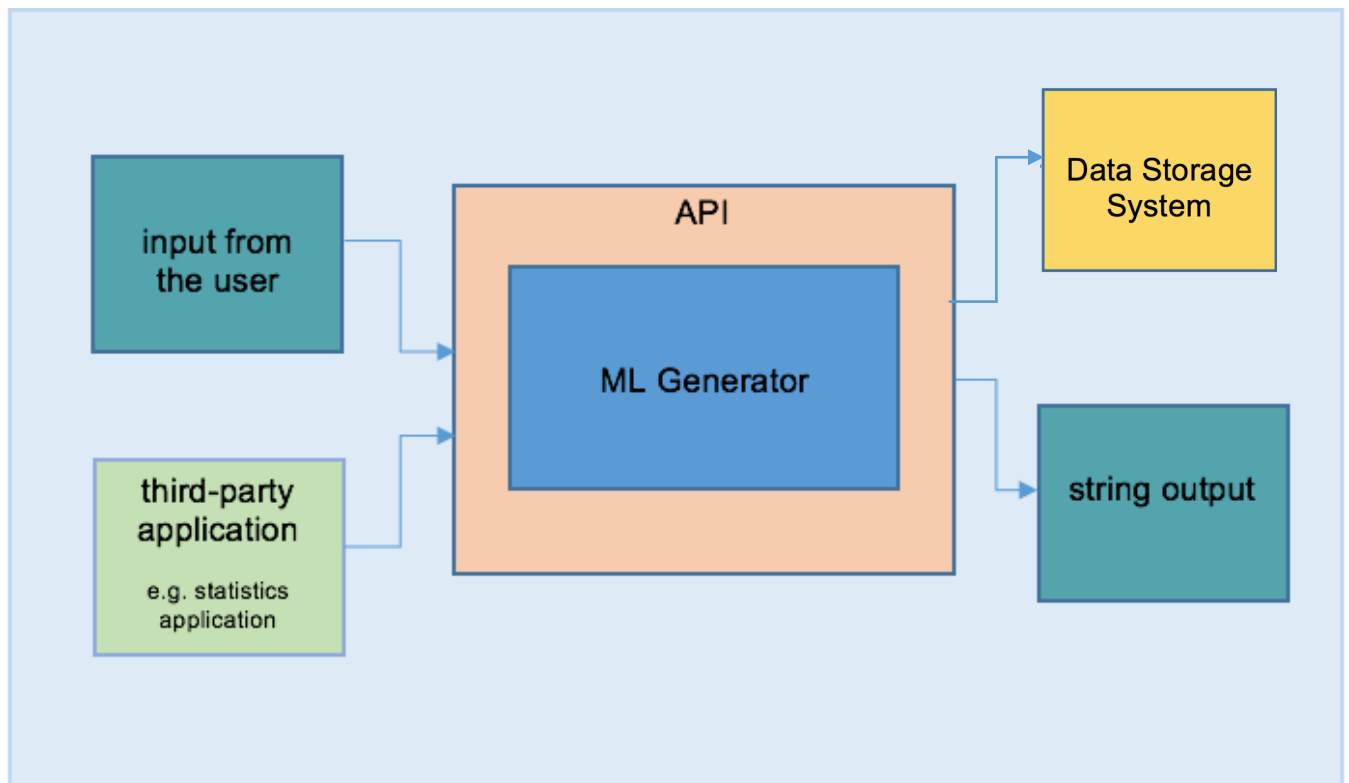 input from
the user
third-party
application
e.g. statistics
application
API
ML Generator
Data Storage
System
string output